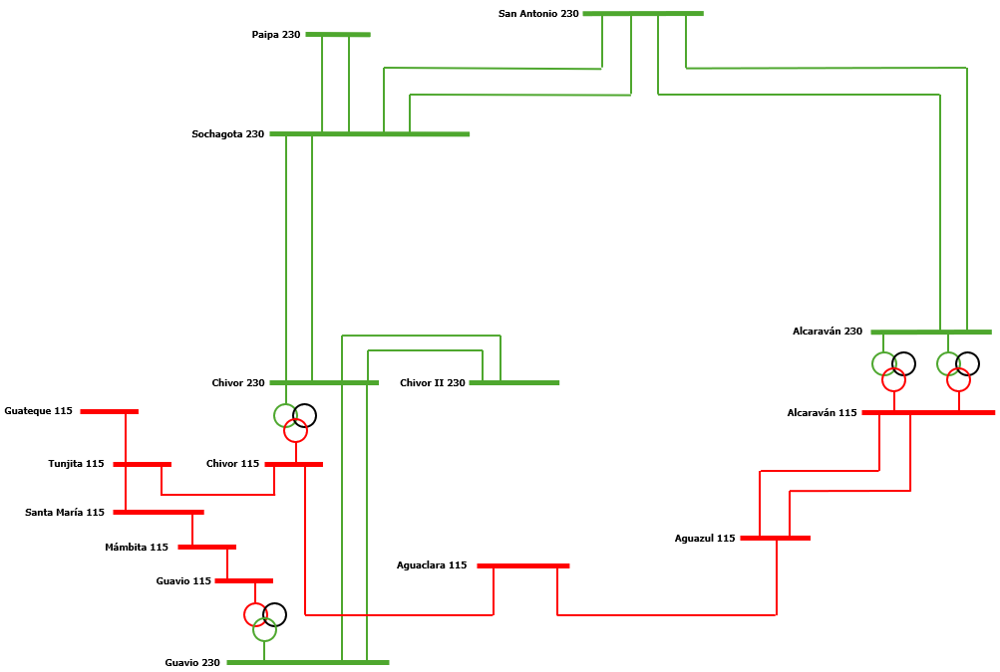 San Antonio 230
Paipa 230
Sochagota 230
Alcaraván 230
Chivor 230
Chivor II 230
Guateque 115
Alcaraván 115
Tunjita 115
Chivor 115
Santa María 115
Aguazul 115
Mámbita 115
Aguaclara 115
Guavio 115
Guavio 230